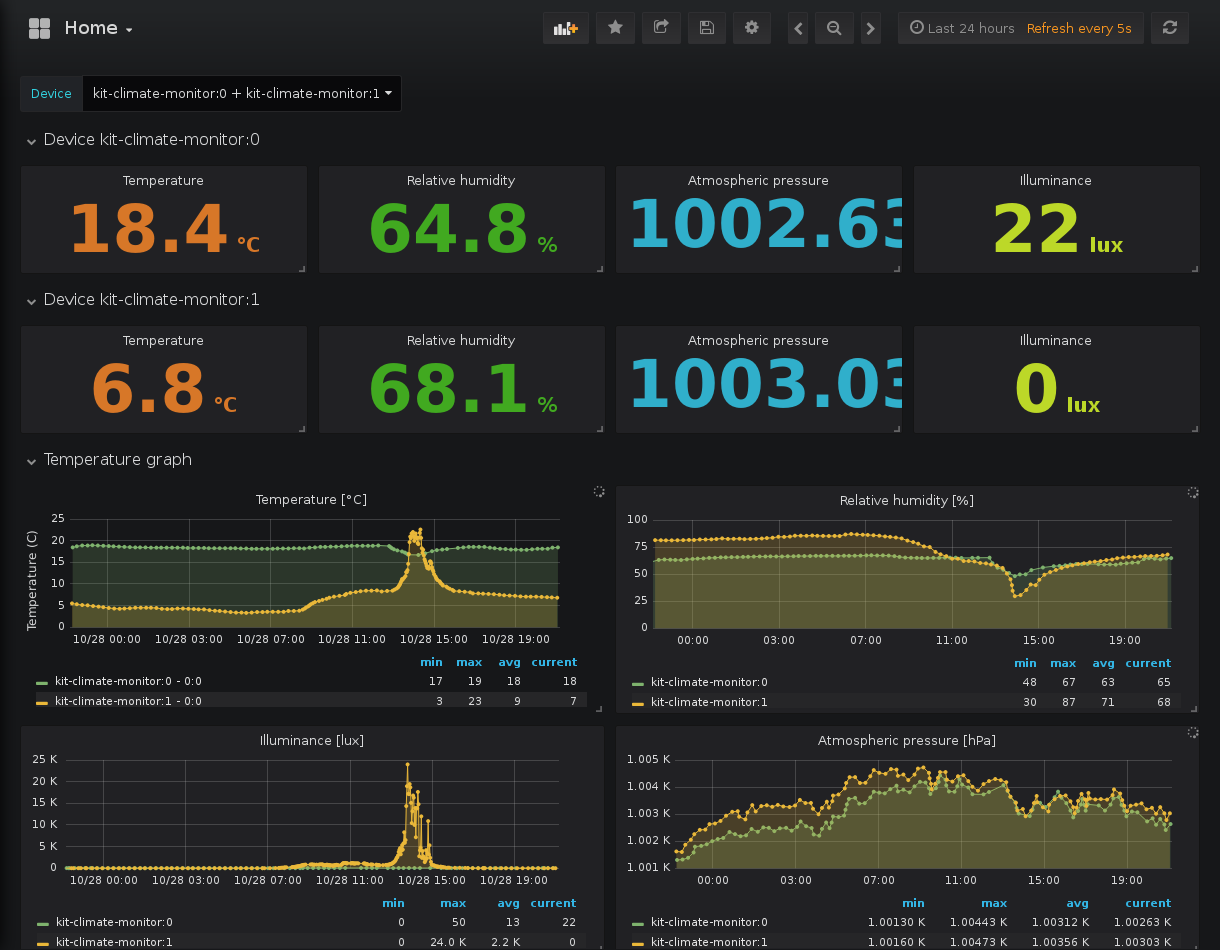 Home
Last 24 hours Refresh every 5s
Device kit-climate-monitor:0 + kit-climate-monitor:1
Device kit-climate-monitor:0
Temperature Relative humidity Atmospheric pressure Illuminance
18.4 °C 64.8 % 1002.63 22 lux
Device kit-climate-monitor:1
Temperature Relative humidity Atmospheric pressure Illuminance
6.8 °C 68.1 % 1003.03 0 lux
Temperature graph
Temperature [°C]
Temperature (C)
25
20
15
10
5
0
10/28 00:00 10/28 03:00 10/28 07:00 10/28 11:00 10/28 15:00 10/28 19:00
min max avg current
kit-climate-monitor:0 - 0:0 17 19 18 18
kit-climate-monitor:1 - 0:0 3 23 9 7
Relative humidity [%]
100
75
50
25
0
00:00 03:00 07:00 11:00 15:00 19:00
min max avg current
kit-climate-monitor:0 48 67 63 65
kit-climate-monitor:1 30 87 71 68
Illuminance [lux]
25 K
20 K
15 K
10 K
5 K
0
10/28 00:00 10/28 03:00 10/28 07:00 10/28 11:00 10/28 15:00 10/28 19:00
min max avg current
kit-climate-monitor:0 0 50 13 22
kit-climate-monitor:1 0 24.0 K 2.2 K 0
Atmospheric pressure [hPa]
1.005 K
1.004 K
1.003 K
1.002 K
1.001 K
00:00 03:00 07:00 11:00 15:00 19:00
min max avg current
kit-climate-monitor:0 1.00130 K 1.00443 K 1.00312 K 1.00263 K
kit-climate-monitor:1 1.00160 K 1.00473 K 1.00356 K 1.00303 K